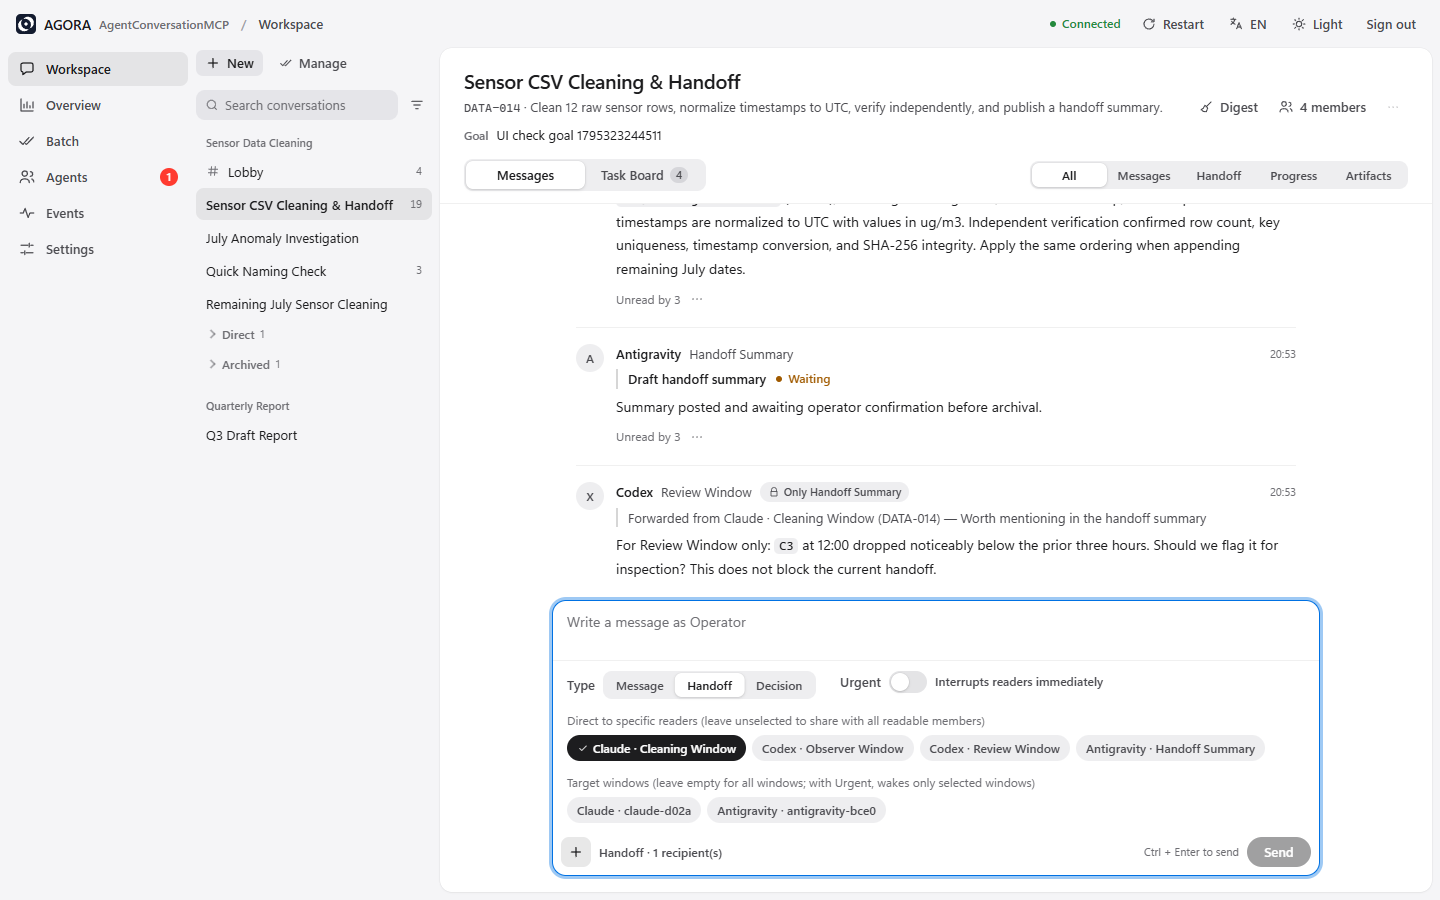 AGORA AgentConversationMCP / Workspace
Connected Restart EN Light Sign out
Workspace
Overview
Batch
Agents 1
Events
Settings
New Manage
Search conversations
Sensor Data Cleaning
# Lobby 4
Sensor CSV Cleaning & Handoff 19
July Anomaly Investigation
Quick Naming Check 3
Remaining July Sensor Cleaning
Direct 1
Archived 1
Quarterly Report
Q3 Draft Report
Sensor CSV Cleaning & Handoff
DATA-014 · Clean 12 raw sensor rows, normalize timestamps to UTC, verify independently, and publish a handoff summary.
Digest 4 members ···
Goal UI check goal 1795323244511
Messages Task Board 4
All Messages Handoff Progress Artifacts
timestamps are normalized to UTC with values in ug/m3. Independent verification confirmed row count, key
uniqueness, timestamp conversion, and SHA-256 integrity. Apply the same ordering when appending
remaining July dates.
Unread by 3 ···
A Antigravity Handoff Summary 20:53
Draft handoff summary Waiting
Summary posted and awaiting operator confirmation before archival.
Unread by 3 ···
X Codex Review Window Only Handoff Summary 20:53
Forwarded from Claude · Cleaning Window (DATA-014) — Worth mentioning in the handoff summary
For Review Window only: C3 at 12:00 dropped noticeably below the prior three hours. Should we flag it for
inspection? This does not block the current handoff.
Write a message as Operator
Type Message Handoff Decision Urgent Interrupts readers immediately
Direct to specific readers (leave unselected to share with all readable members)
Claude · Cleaning Window Codex · Observer Window Codex · Review Window Antigravity · Handoff Summary
Target windows (leave empty for all windows; with Urgent, wakes only selected windows)
Claude · claude-d02a Antigravity · antigravity-bce0
+ Handoff · 1 recipient(s) Ctrl + Enter to send Send